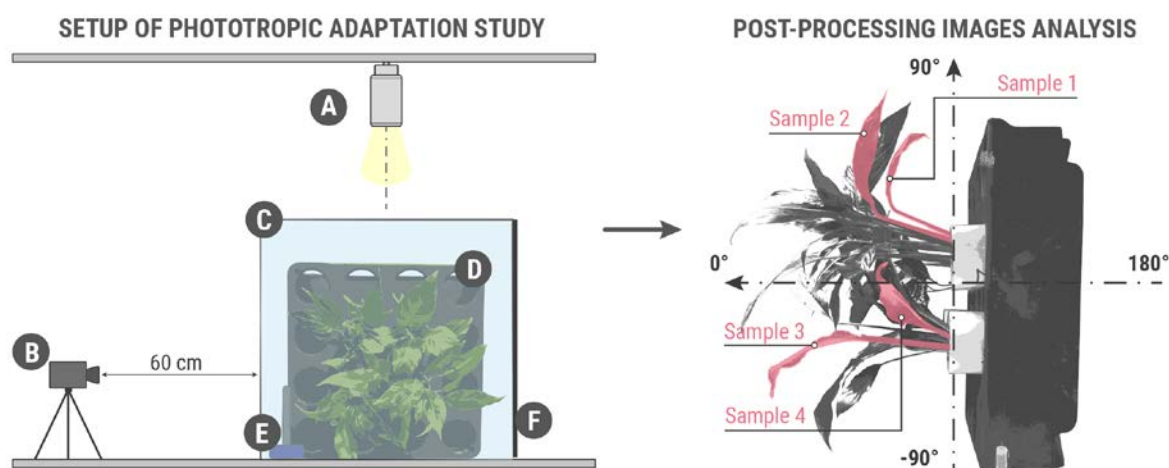 SETUP OF PHOTOTROPIC ADAPTATION STUDY
A
B
60 cm
C
D
E
F
POST-PROCESSING IMAGES ANALYSIS
90°
Sample 1
Sample 2
0°
180°
Sample 3
Sample 4
-90°